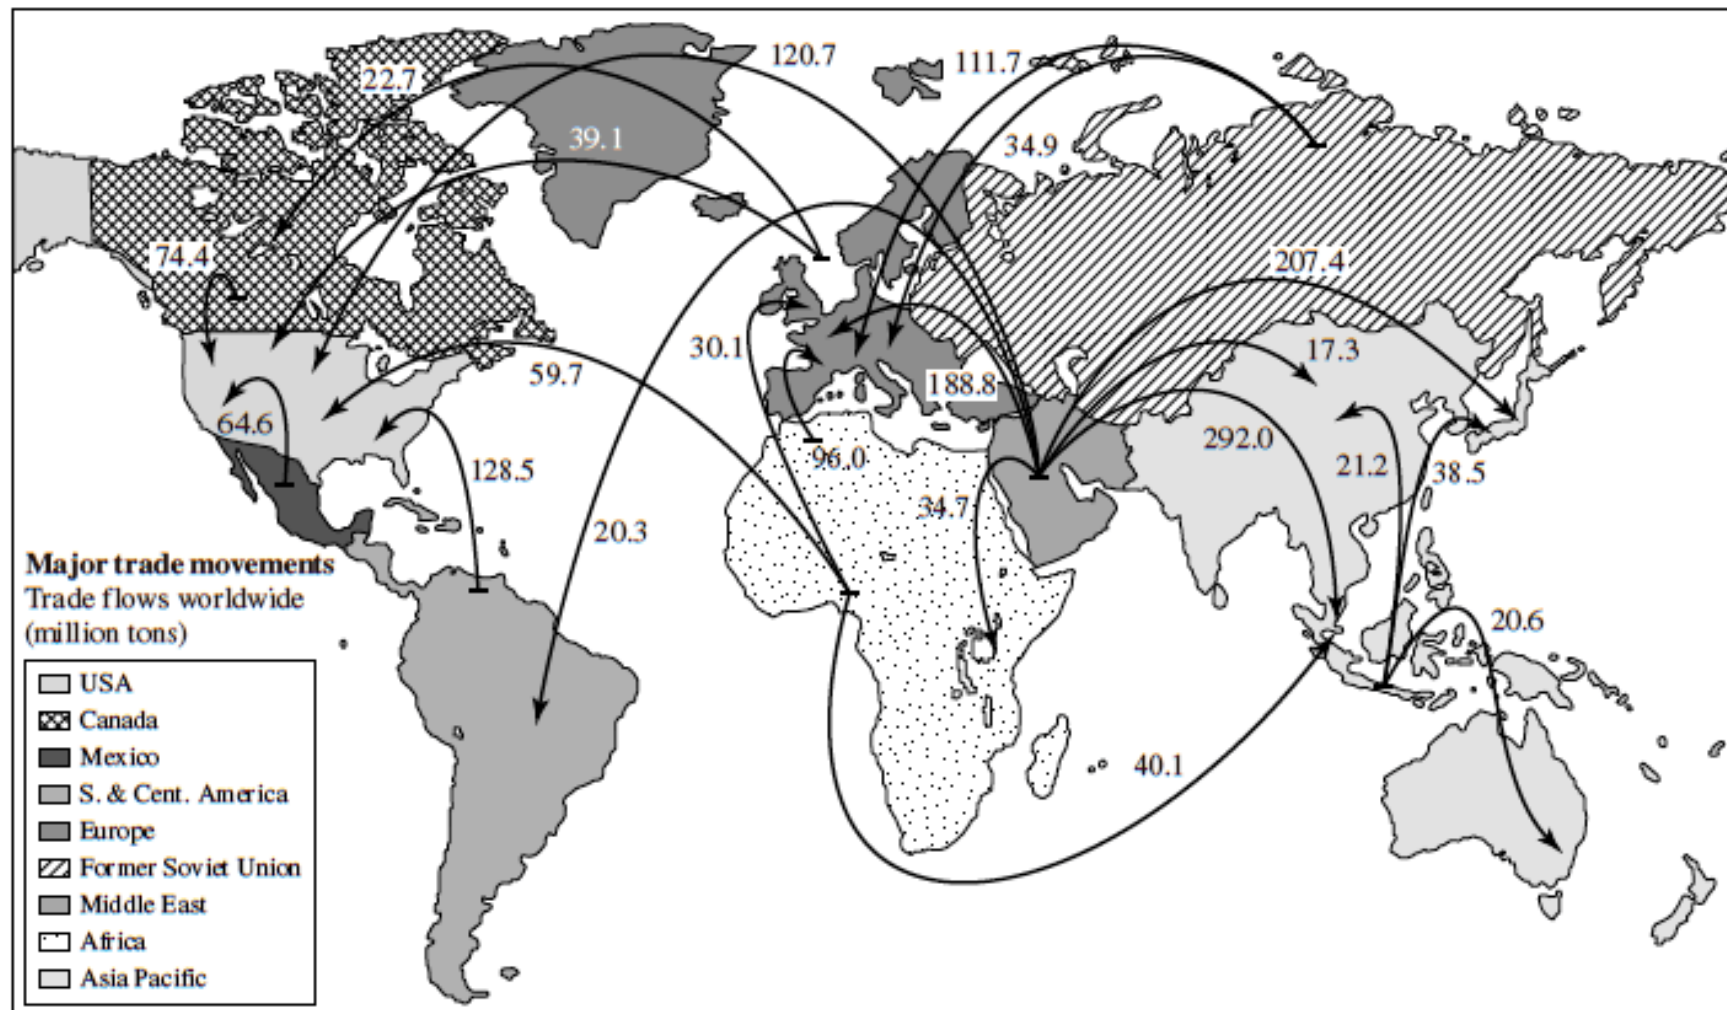 120.7
111.7
22.7
39.1
34.9
74.4
207.4
30.1
59.7
17.3
188.8
64.6
292.0
128.5
96.0
21.2
38.5
34.7
20.3
Major trade movements
Trade flows worldwide
(million tons)
20.6
USA
Canada
Mexico
40.1
S. & Cent. America
Europe
Former Soviet Union
Middle East
Africa
Asia Pacific